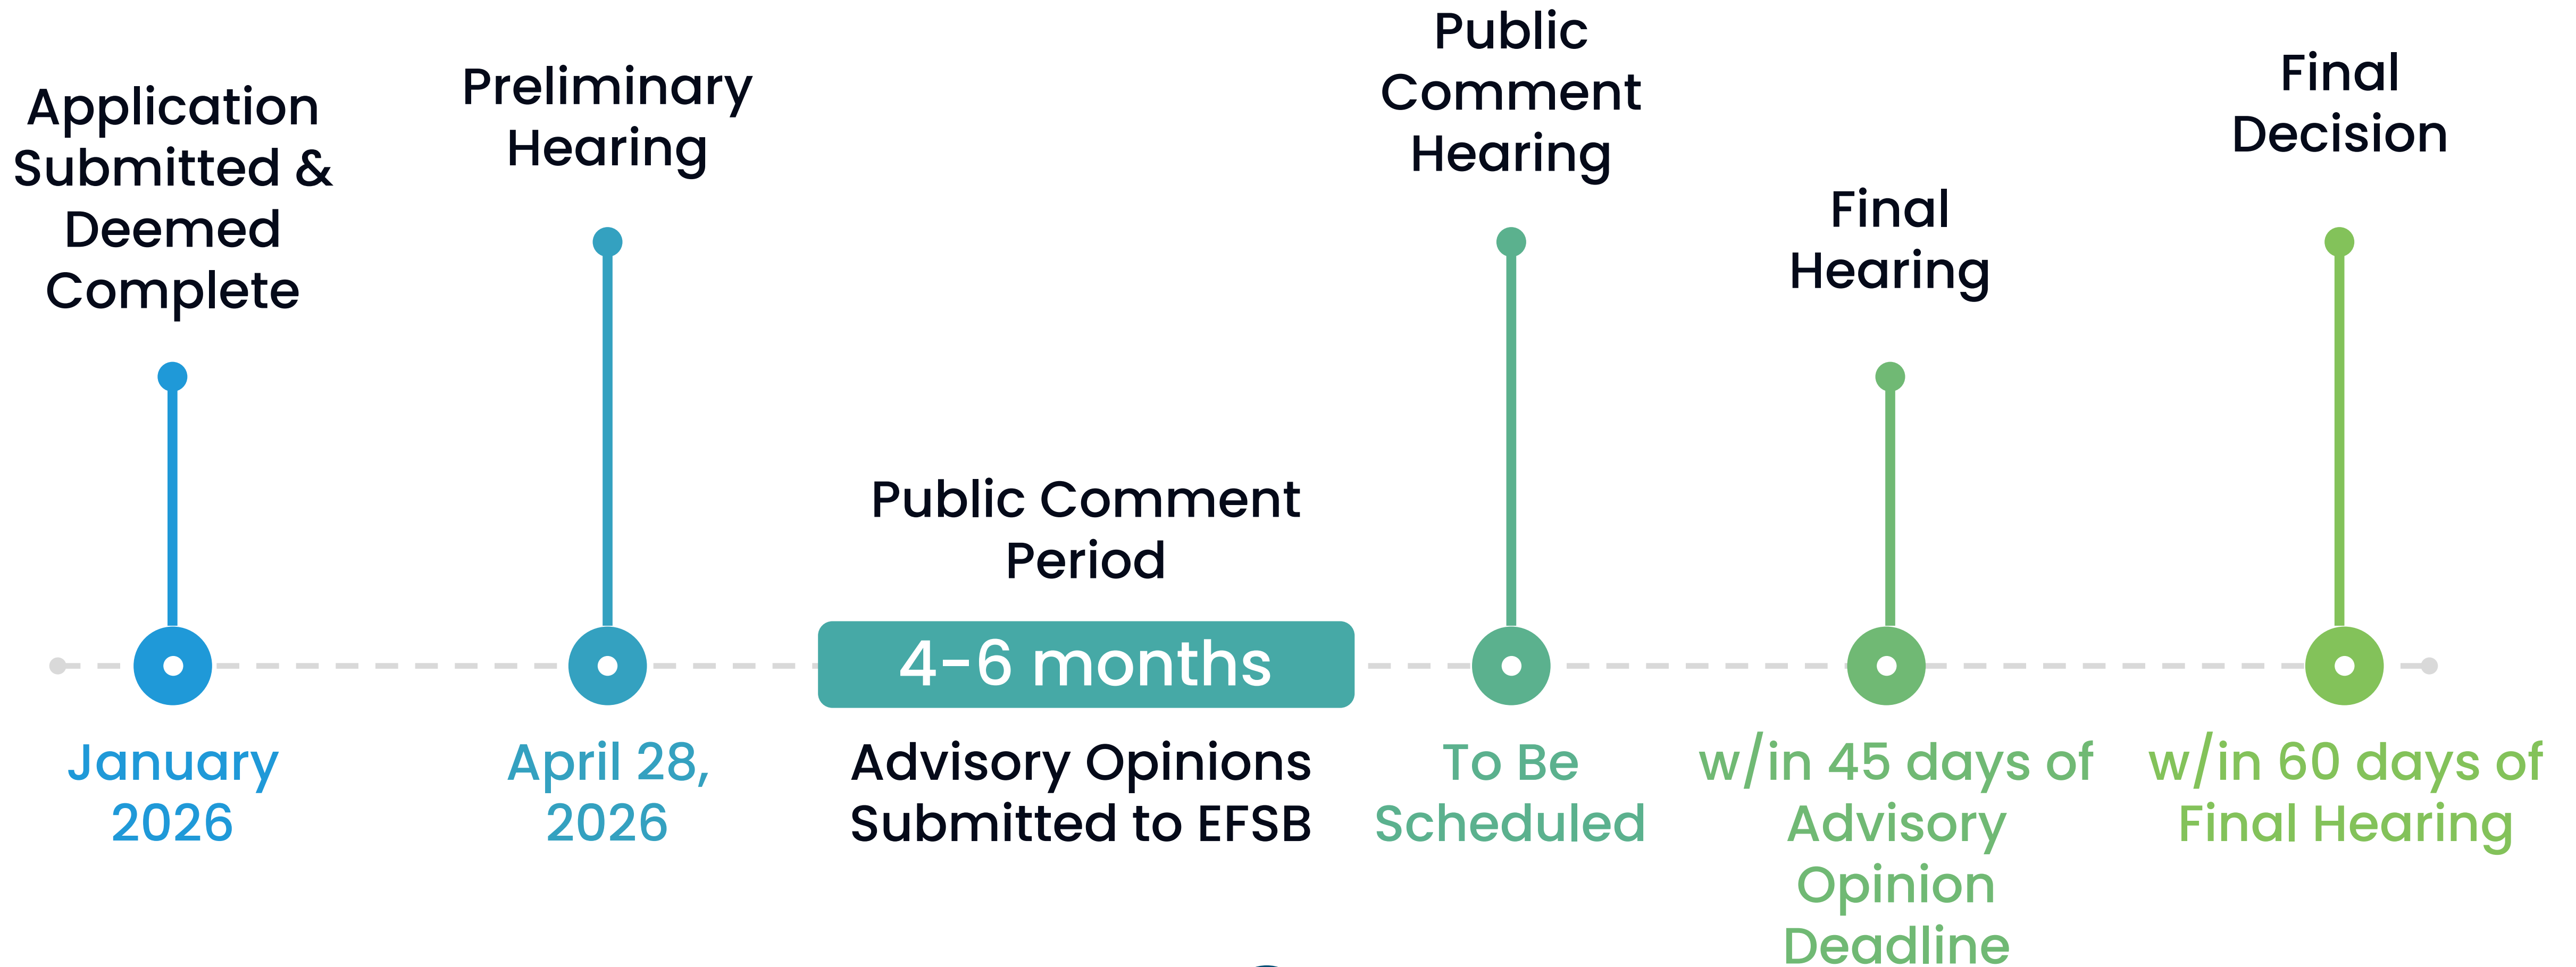 Application
Submitted &
Deemed
Complete
January
2026
Preliminary
Hearing
April 28,
2026
Public Comment
Period
4-6 months
Advisory Opinions
Submitted to EFSB
Public
Comment
Hearing
To Be
Scheduled
Final
Hearing
w/in 45 days of
Advisory
Opinion
Deadline
Final
Decision
w/in 60 days of
Final Hearing